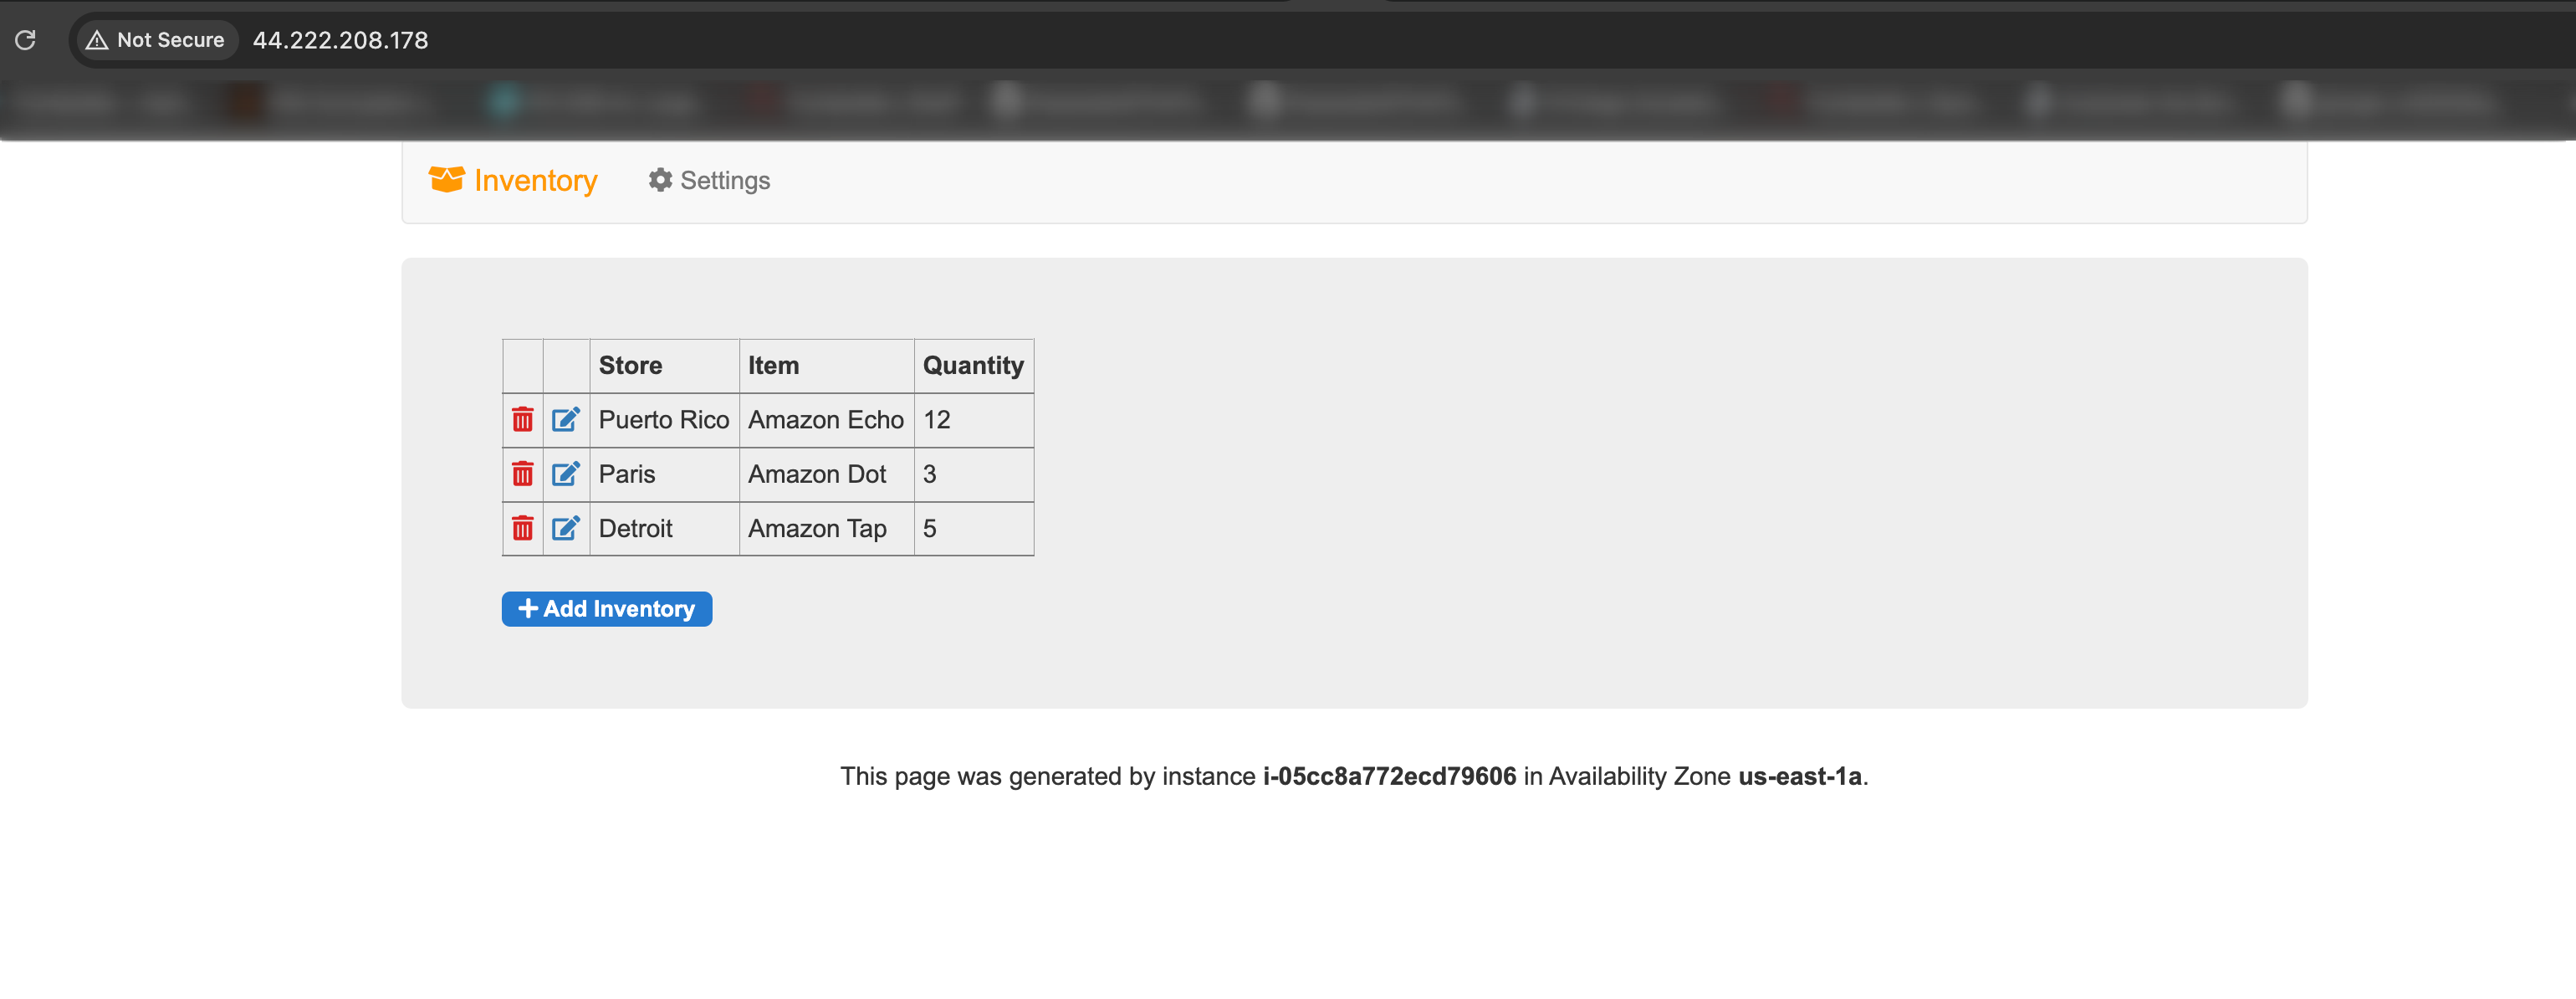 Not Secure 44.222.208.178
Inventory Settings
Store Item Quantity
Puerto Rico Amazon Echo 12
Paris Amazon Dot 3
Detroit Amazon Tap 5
Add Inventory
This page was generated by instance i-05cc8a772ecd79606 in Availability Zone us-east-1a.